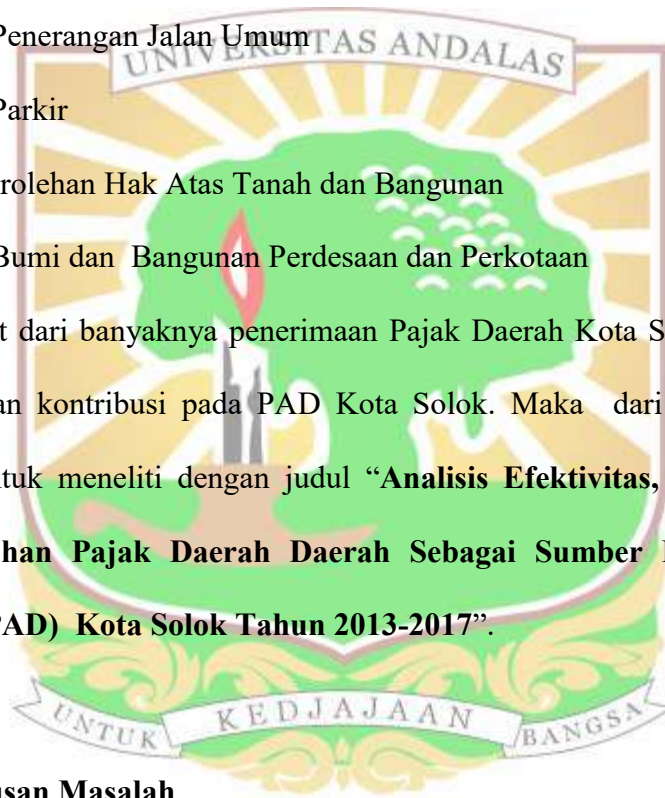 Penerangan Jalan Umum
UNIVERSITAS ANDALAS
Parkir
rolehan Hak Atas Tanah dan Bangunan
Bumi dan Bangunan Perdesaan dan Perkotaan
t dari banyaknya penerimaan Pajak Daerah Kota S
an kontribusi pada PAD Kota Solok. Maka dari
tuk meneliti dengan judul “Analisis Efektivitas,
han Pajak Daerah Daerah Sebagai Sumber
PAD) Kota Solok Tahun 2013-2017”.
UNTUK KEDJAJAAN BANGSA
usan Masalah